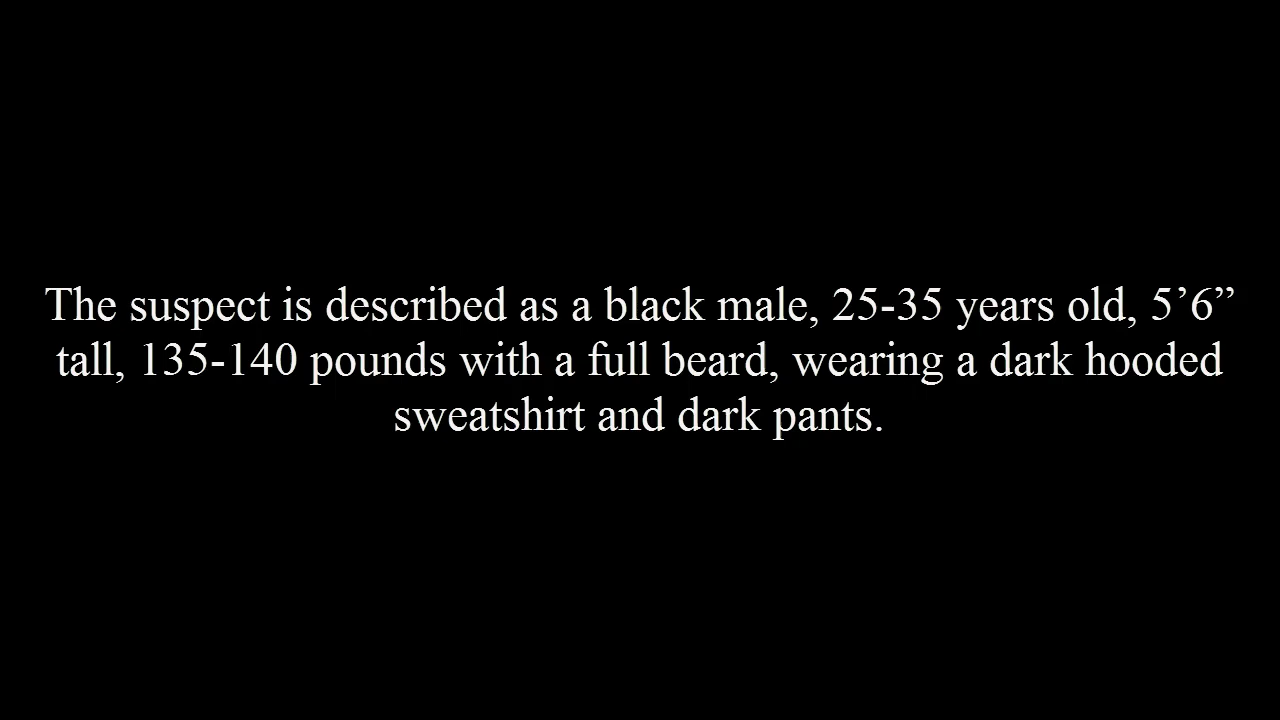 The suspect is described as a black male, 25-35 years old, 5’6”
tall, 135-140 pounds with a full beard, wearing a dark hooded
sweatshirt and dark pants.